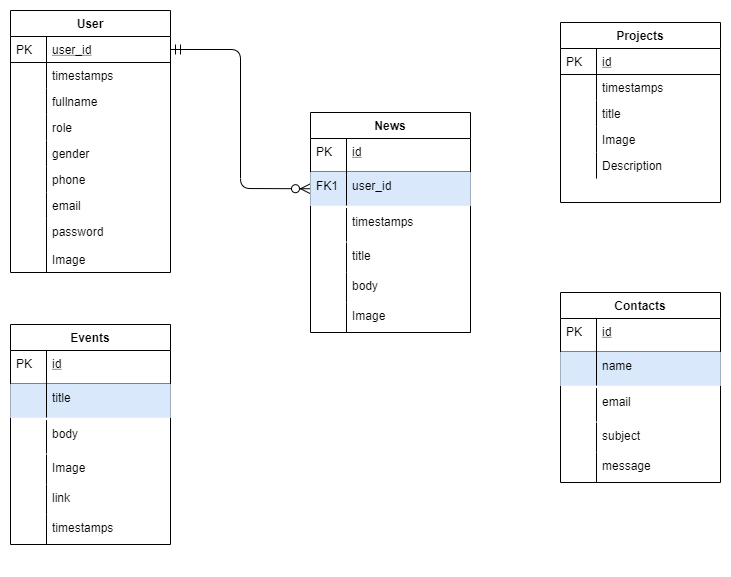 User
PK user_id
timestamps
fullname
role
gender
phone
email
password
Image
News
PK id
FK1 user_id
timestamps
title
body
Image
Projects
PK id
timestamps
title
Image
Description
Events
PK id
title
body
Image
link
timestamps
Contacts
PK id
name
email
subject
message